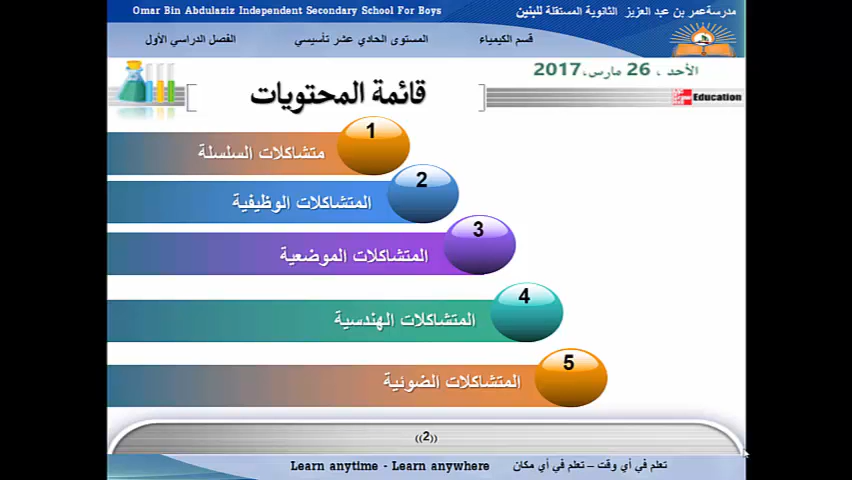 Omar Bin Abdulaziz Independent Secondary School For Boys
مدرسةعمر بن عبد العزيز الثانوية المستقلة للبنين
قسم الكيمياء
المستوى الحادي عشر تأسيسي
الفصل الدراسي الأول
الأحد ، 26 مارس، 2017
Education
قائمة المحتويات
1
متشاكلات السلسلة
2
المتشاكلات الوظيفية
3
المتشاكلات الموضعية
4
المتشاكلات الهندسية
5
المتشاكلات الضوئية
((2))
Learn anytime - Learn anywhere
تعلم في أي وقت – تعلم في أي مكان